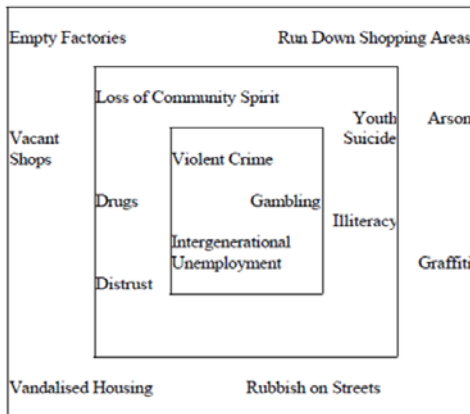 Empty Factories
Run Down Shopping Areas
Loss of Community Spirit
Youth
Suicide
Arson
Vacant
Shops
Violent Crime
Drugs
Gambling
Illiteracy
Intergenerational
Unemployment
Graffiti
Distrust
Vandalised Housing
Rubbish on Streets